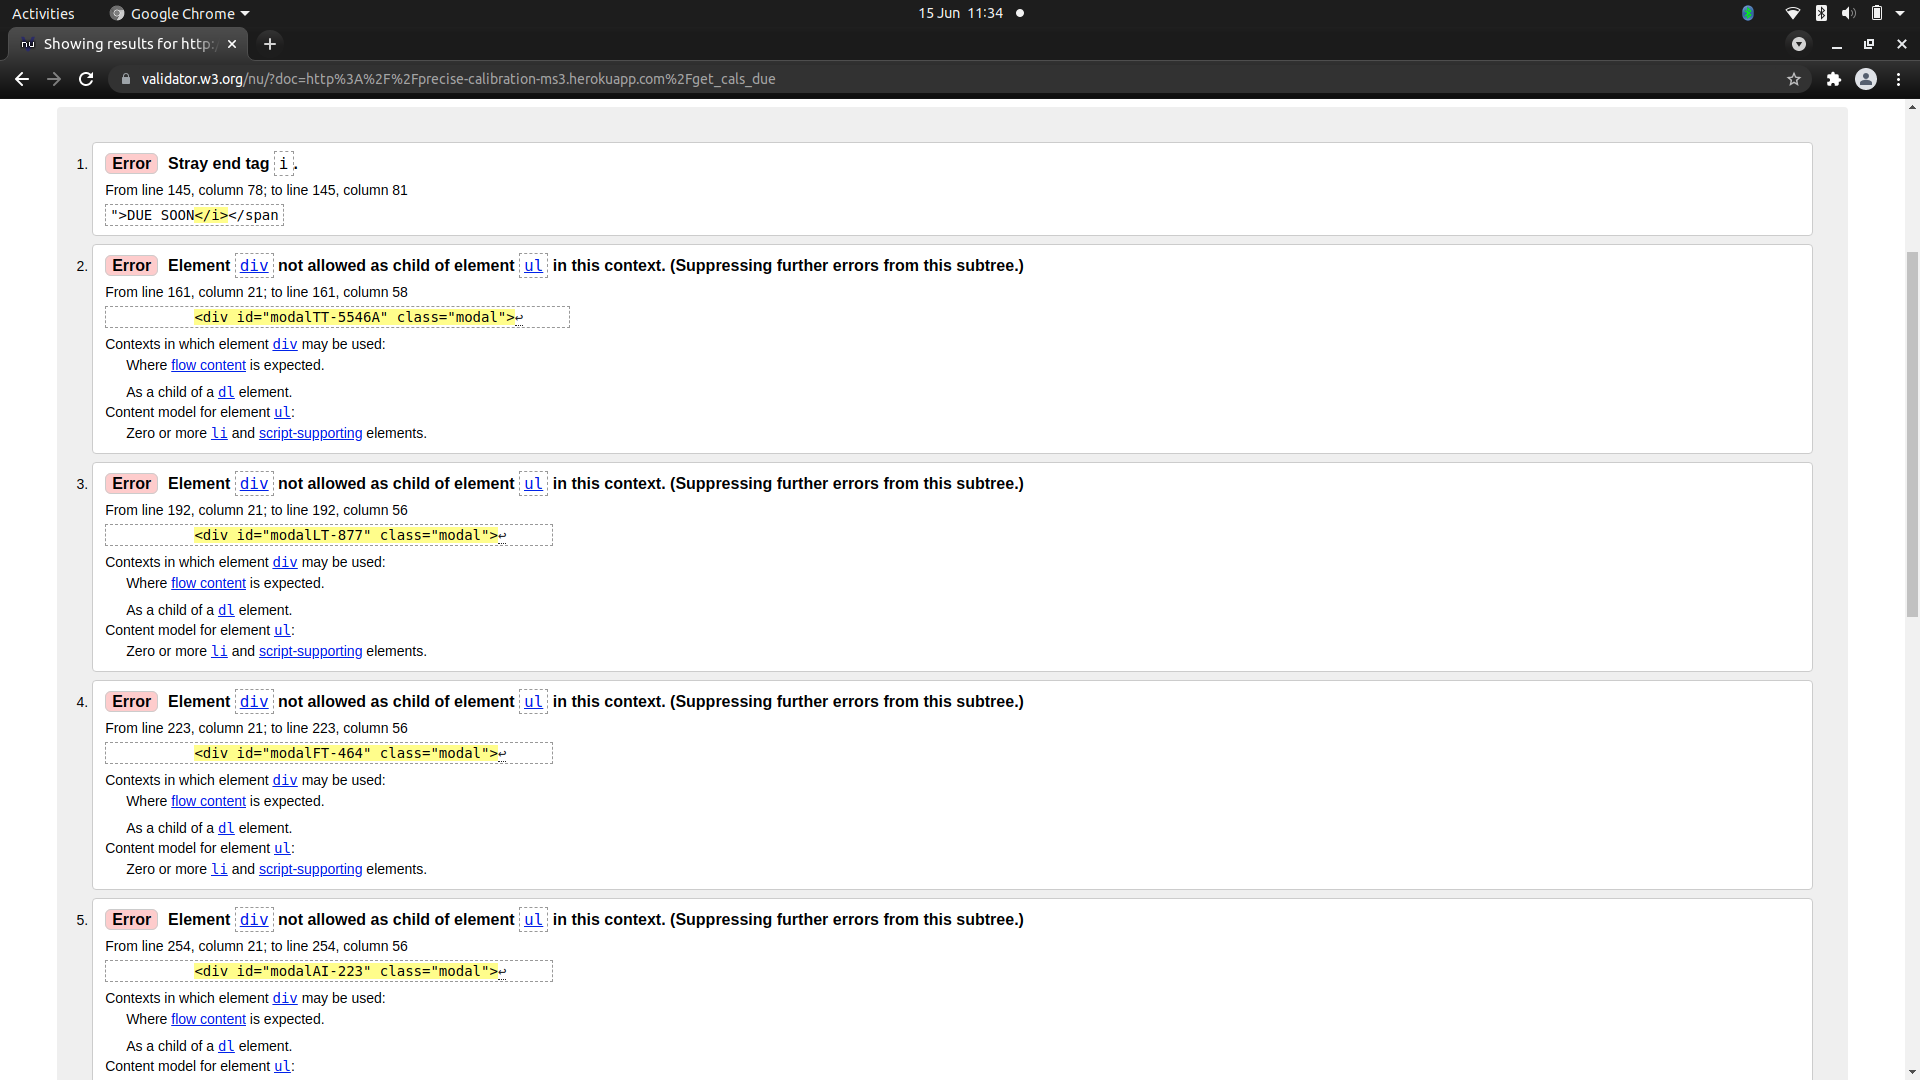 Activities
Google Chrome
15 Jun 11:34
nu Showing results for http:/
validator.w3.org/nu/?doc=http%3A%2F%2Fprecise-calibration-ms3.herokuapp.com%2Fget_cals_due
1. Error Stray end tag i.
From line 145, column 78; to line 145, column 81
">DUE SOON</i></span
2. Error Element div not allowed as child of element ul in this context. (Suppressing further errors from this subtree.)
From line 161, column 21; to line 161, column 58
<div id="modalTT-5546A" class="modal">↩
Contexts in which element div may be used:
Where flow content is expected.
As a child of a dl element.
Content model for element ul:
Zero or more li and script-supporting elements.
3. Error Element div not allowed as child of element ul in this context. (Suppressing further errors from this subtree.)
From line 192, column 21; to line 192, column 56
<div id="modalLT-877" class="modal">↩
Contexts in which element div may be used:
Where flow content is expected.
As a child of a dl element.
Content model for element ul:
Zero or more li and script-supporting elements.
4. Error Element div not allowed as child of element ul in this context. (Suppressing further errors from this subtree.)
From line 223, column 21; to line 223, column 56
<div id="modalFT-464" class="modal">↩
Contexts in which element div may be used:
Where flow content is expected.
As a child of a dl element.
Content model for element ul:
Zero or more li and script-supporting elements.
5. Error Element div not allowed as child of element ul in this context. (Suppressing further errors from this subtree.)
From line 254, column 21; to line 254, column 56
<div id="modalAI-223" class="modal">↩
Contexts in which element div may be used:
Where flow content is expected.
As a child of a dl element.
Content model for element ul: